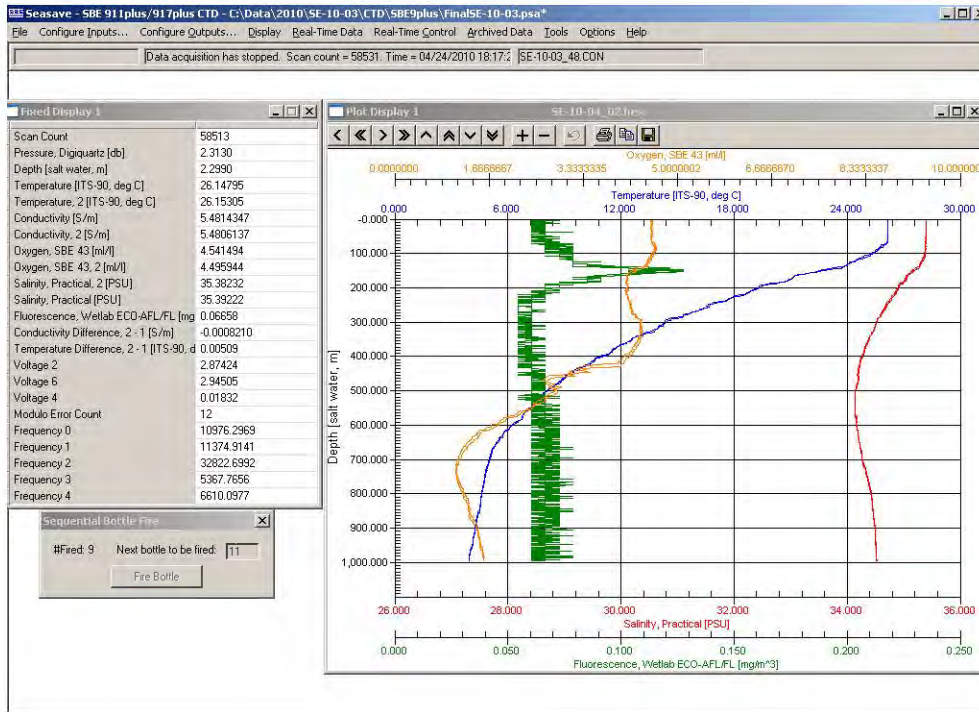 Seasave - SBE 911plus/917plus CTD - C:\Data\2010\SE-10-03\CTD\SBE9plus\FinalSE-10-03.psa*
File Configure Inputs... Configure Outputs... Display Real-Time Data Real-Time Control Archived Data Tools Options Help
Data acquisition has stopped. Scan count = 58531. Time = 04/24/2010 18:17:2 SE-10-03_48.CON
Fixed Display 1
Scan Count 58513
Pressure, Digiquartz [db] 2.3130
Depth [salt water, m] 2.2990
Temperature [ITS-90, deg C] 26.14795
Temperature, 2 [ITS-90, deg C] 26.15305
Conductivity [S/m] 5.4814347
Conductivity, 2 [S/m] 5.4806137
Oxygen, SBE 43 [ml/l] 4.541494
Oxygen, SBE 43, 2 [ml/l] 4.495944
Salinity, Practical, 2 [PSU] 35.38232
Salinity, Practical [PSU] 35.39222
Fluorescence, Wetlab ECO-AFL/FL [mg 0.06658
Conductivity Difference, 2 - 1 [S/m] -0.0008210
Temperature Difference, 2 - 1 [ITS-90, d 0.00509
Voltage 2 2.87424
Voltage 6 2.94505
Voltage 4 0.01832
Modulo Error Count 12
Frequency 0 10976.2969
Frequency 1 11374.9141
Frequency 2 32822.6992
Frequency 3 5367.7656
Frequency 4 6610.0977
Sequential Bottle Fire
#Fired: 9 Next bottle to be fired: 11
Fire Bottle
Plot Display 1 SE-10-04_02.hex
Oxygen, SBE 43 [ml/l]
0.0000000 1.6666667 3.3333335 5.0000002 6.6666670 8.3333337 10.000000
Temperature [ITS-90, deg C]
0.000 6.000 12.000 18.000 24.000 30.000
Depth [salt water, m]
-0.000
100.000
200.000
300.000
400.000
500.000
600.000
700.000
800.000
900.000
1,000.000
26.000 28.000 30.000 32.000 34.000 36.000
Salinity, Practical [PSU]
0.000 0.050 0.100 0.150 0.200 0.250
Fluorescence, Wetlab ECO-AFL/FL [mg/m^3]